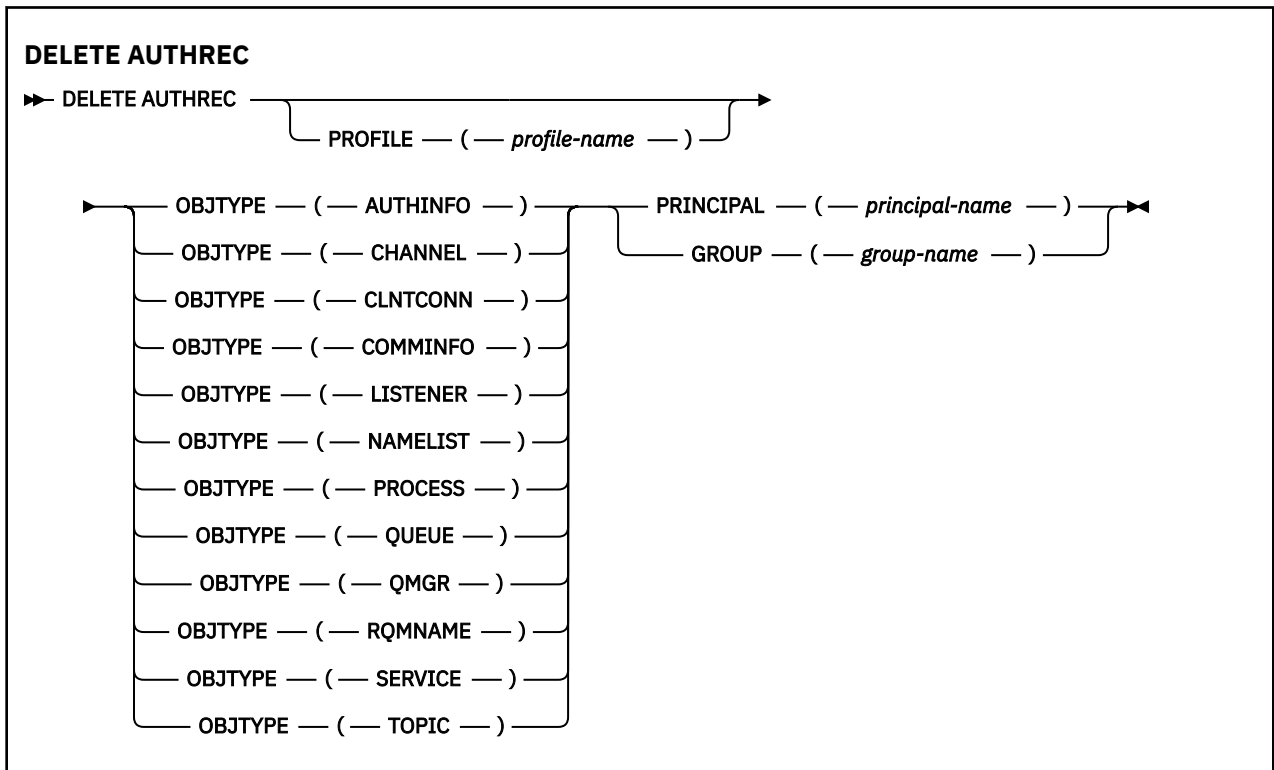 DELETE AUTHREC
DELETE AUTHREC
PROFILE ( profile-name )
OBJTYPE ( AUTHINFO ) PRINCIPAL ( principal-name )
OBJTYPE ( CHANNEL ) GROUP ( group-name )
OBJTYPE ( CLNTCONN )
OBJTYPE ( COMMINFO )
OBJTYPE ( LISTENER )
OBJTYPE ( NAMELIST )
OBJTYPE ( PROCESS )
OBJTYPE ( QUEUE )
OBJTYPE ( QMGR )
OBJTYPE ( RQMNAME )
OBJTYPE ( SERVICE )
OBJTYPE ( TOPIC )